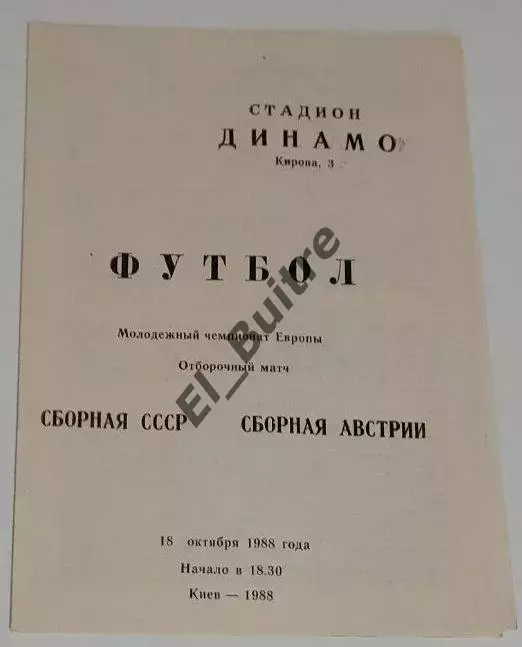 СТАДИОН
ДИНАМО
Кирова, 3
ФУТБОЛ
Молодежный чемпионат Европы
Отборочный матч
СБОРНАЯ СССР СБОРНАЯ АВСТРИИ
18 октября 1988 года
Начало в 18.30
Киев — 1988
El_Buitre